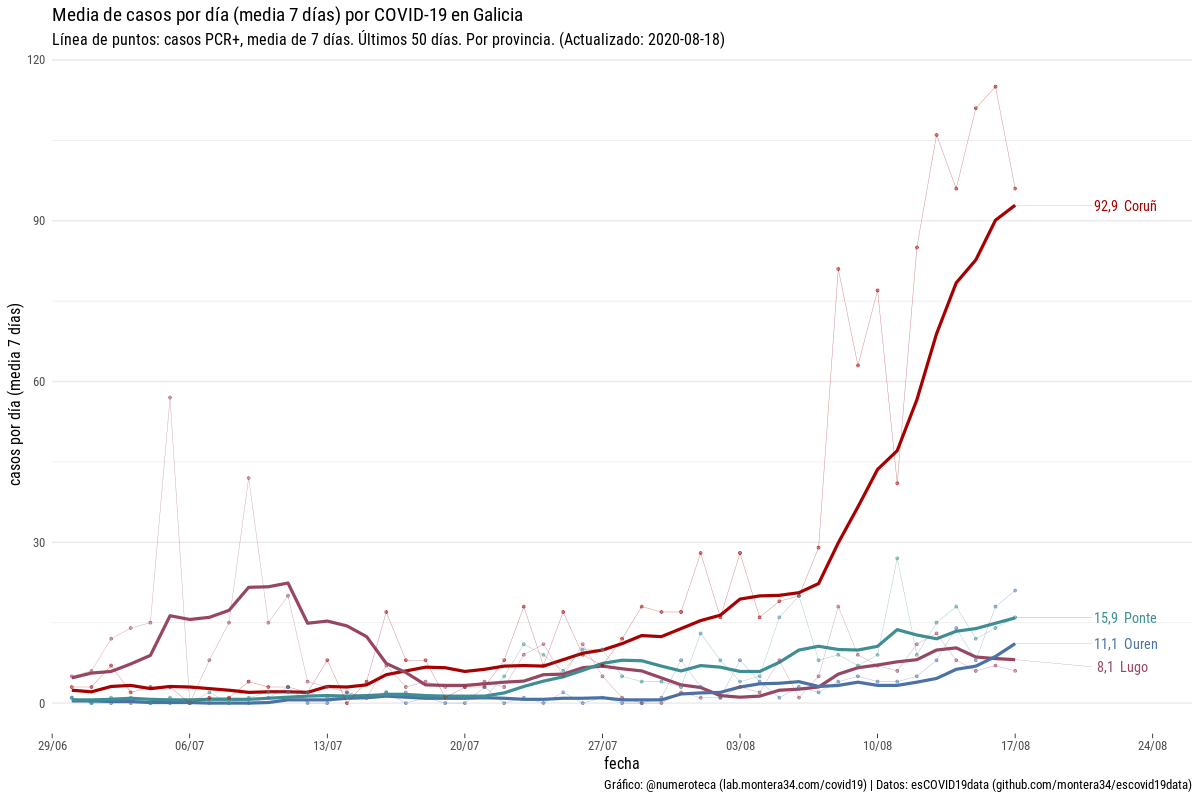 Media de casos por día (media 7 días) por COVID-19 en Galicia
Línea de puntos: casos PCR+, media de 7 días. Últimos 50 días. Por provincia. (Actualizado: 2020-08-18)
casos por día (media 7 días)
120
90
60
30
0
92,9 Coruñ
15,9 Ponte
11,1 Ouren
8,1 Lugo
29/06
06/07
13/07
20/07
27/07
03/08
10/08
17/08
24/08
fecha
Gráfico: @numeroteca (lab.montera34.com/covid19) | Datos: esCOVID19data (github.com/montera34/escovid19data)